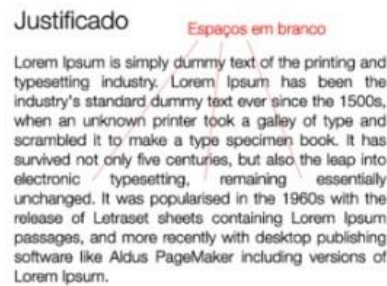 Justificado
Espaços em branco
Lorem Ipsum is simply dummy text of the printing and
typesetting industry. Lorem Ipsum has been the
industry's standard dummy text ever since the 1500s,
when an unknown printer took a galley of type and
scrambled it to make a type specimen book. It has
survived not only five centuries, but also the leap into
electronic typesetting, remaining essentially
unchanged. It was popularised in the 1960s with the
release of Letraset sheets containing Lorem Ipsum
passages, and more recently with desktop publishing
software like Aldus PageMaker including versions of
Lorem Ipsum.